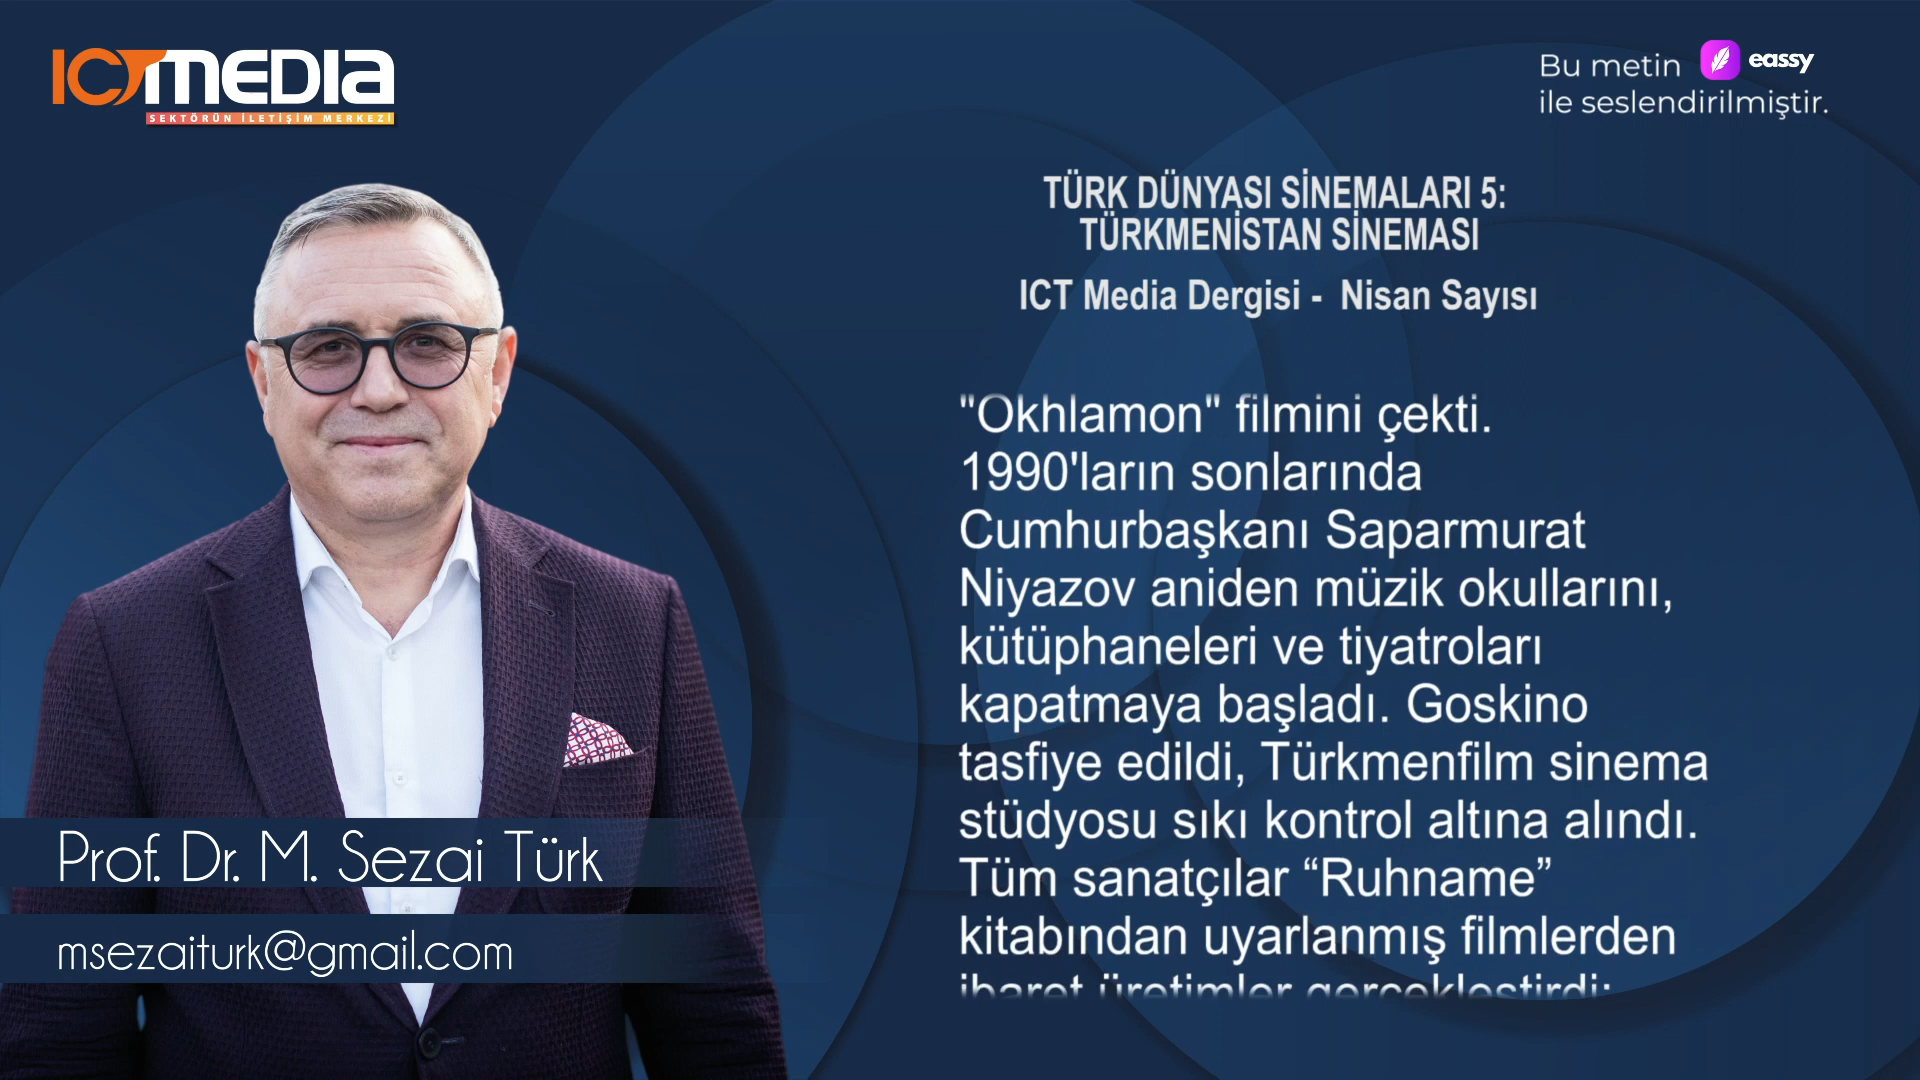 ICTMEDIA
SEKTÖRÜN İLETİŞİM MERKEZİ
Bu metin eassy
ile seslendirilmiştir.
TÜRK DÜNYASI SİNEMALARI 5:
TÜRKMENİSTAN SİNEMASI
ICT Media Dergisi - Nisan Sayısı
"Okhlamon" filmini çekti.
1990'ların sonlarında
Cumhurbaşkanı Saparmurat
Niyazov aniden müzik okullarını,
kütüphaneleri ve tiyatroları
kapatmaya başladı. Goskino
tasfiye edildi, Türkmenfilm sinema
stüdyosu sıkı kontrol altına alındı.
Tüm sanatçılar “Ruhname”
kitabından uyarlanmış filmlerden
ibaret üretimler gerçekleştirdi;
Prof. Dr. M. Sezai Türk
msezaiturk@gmail.com